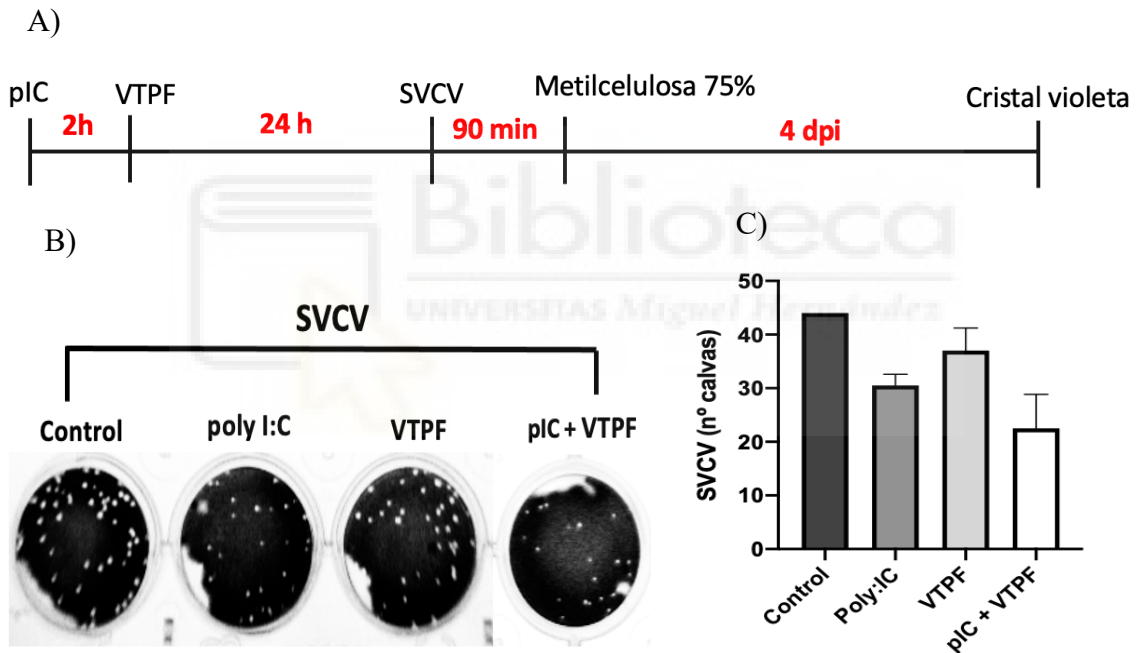 A)
pIC
VTPF
SVCV
Metilcelulosa 75%
Cristal violeta
2h
24 h
90 min
4 dpi
Biblioteca
UNIVERSITAS Miguel Hernández
B)
SVCV
Control
poly I:C
VTPF
pIC + VTPF
C)
SVCV (nº calvas)
50
40
30
20
10
0
Control
Poly:IC
VTPF
pIC + VTPF